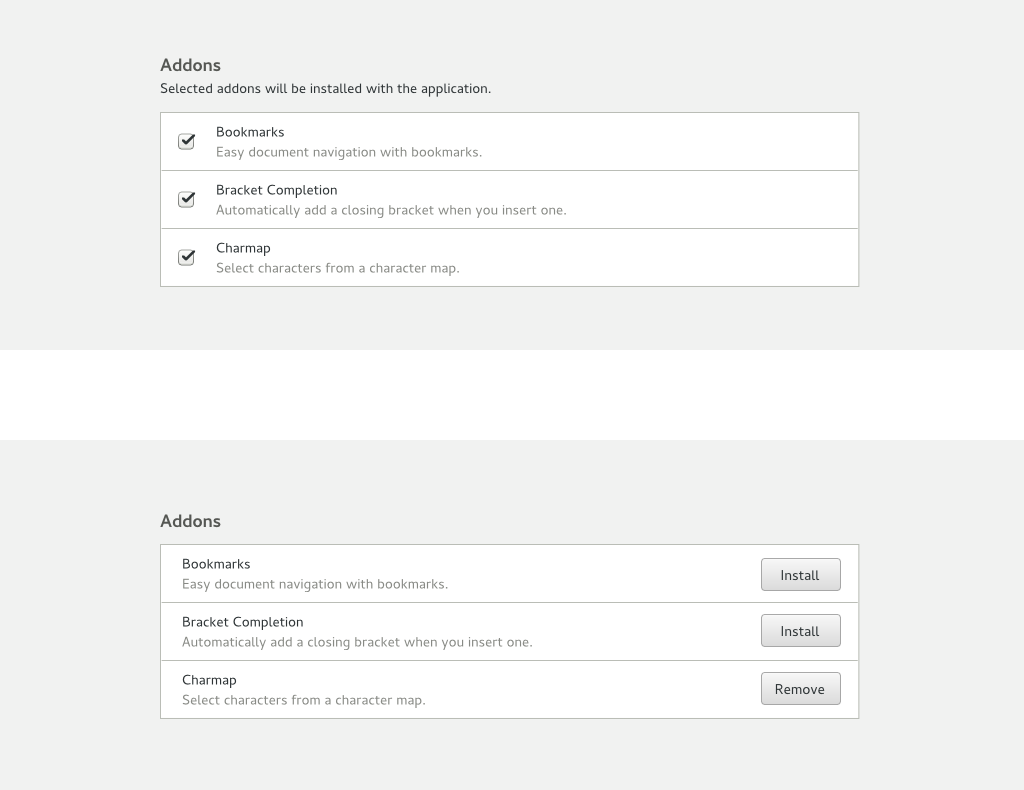 Addons
Selected addons will be installed with the application.
Bookmarks
Easy document navigation with bookmarks.
Bracket Completion
Automatically add a closing bracket when you insert one.
Charmap
Select characters from a character map.
Addons
Bookmarks
Easy document navigation with bookmarks.
Install
Bracket Completion
Automatically add a closing bracket when you insert one.
Install
Charmap
Select characters from a character map.
Remove